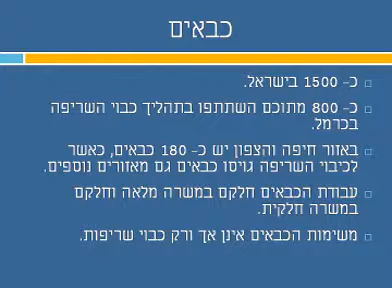 כבאים
כ- 1500 בישראל.
כ- 800 מתוכם השתתפו בתהליך כבוי השריפה
בכרמל.
באזור חיפה והצפון יש כ- 180 כבאים, כאשר
לכיבוי השריפה גויסו כבאים גם מאזורים נוספים.
עבודת הכבאים חלקם במשרה מלאה וחלקם
במשרה חלקית.
משימות הכבאים אינן אך ורק כבוי שריפות.